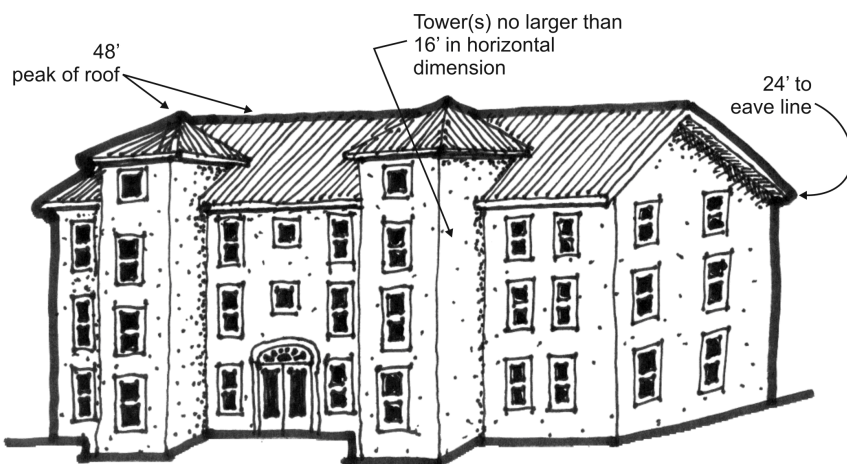 48’
peak of roof
Tower(s) no larger than
16’ in horizontal
dimension
24’ to
eave line